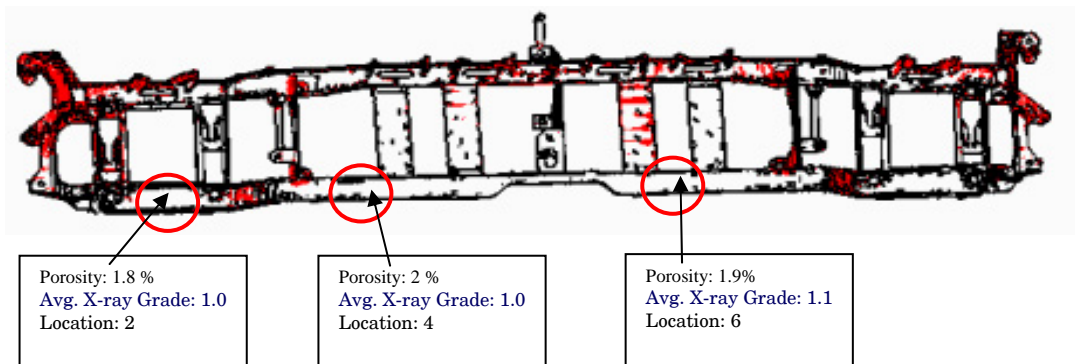 Porosity: 1.8 %
Avg. X-ray Grade: 1.0
Location: 2
Porosity: 2 %
Avg. X-ray Grade: 1.0
Location: 4
Porosity: 1.9%
Avg. X-ray Grade: 1.1
Location: 6